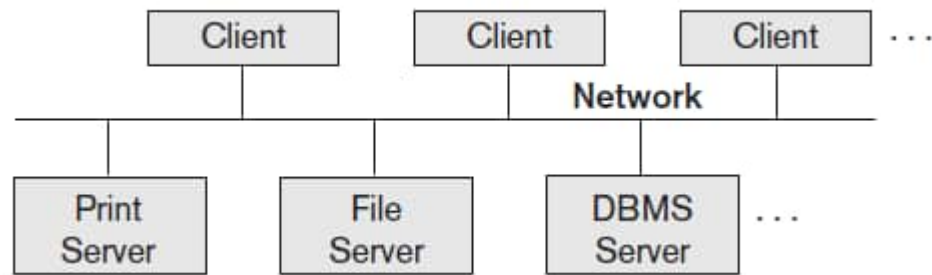 Client
Client
Client
. . .
Network
Print
Server
File
Server
DBMS
Server
. . .